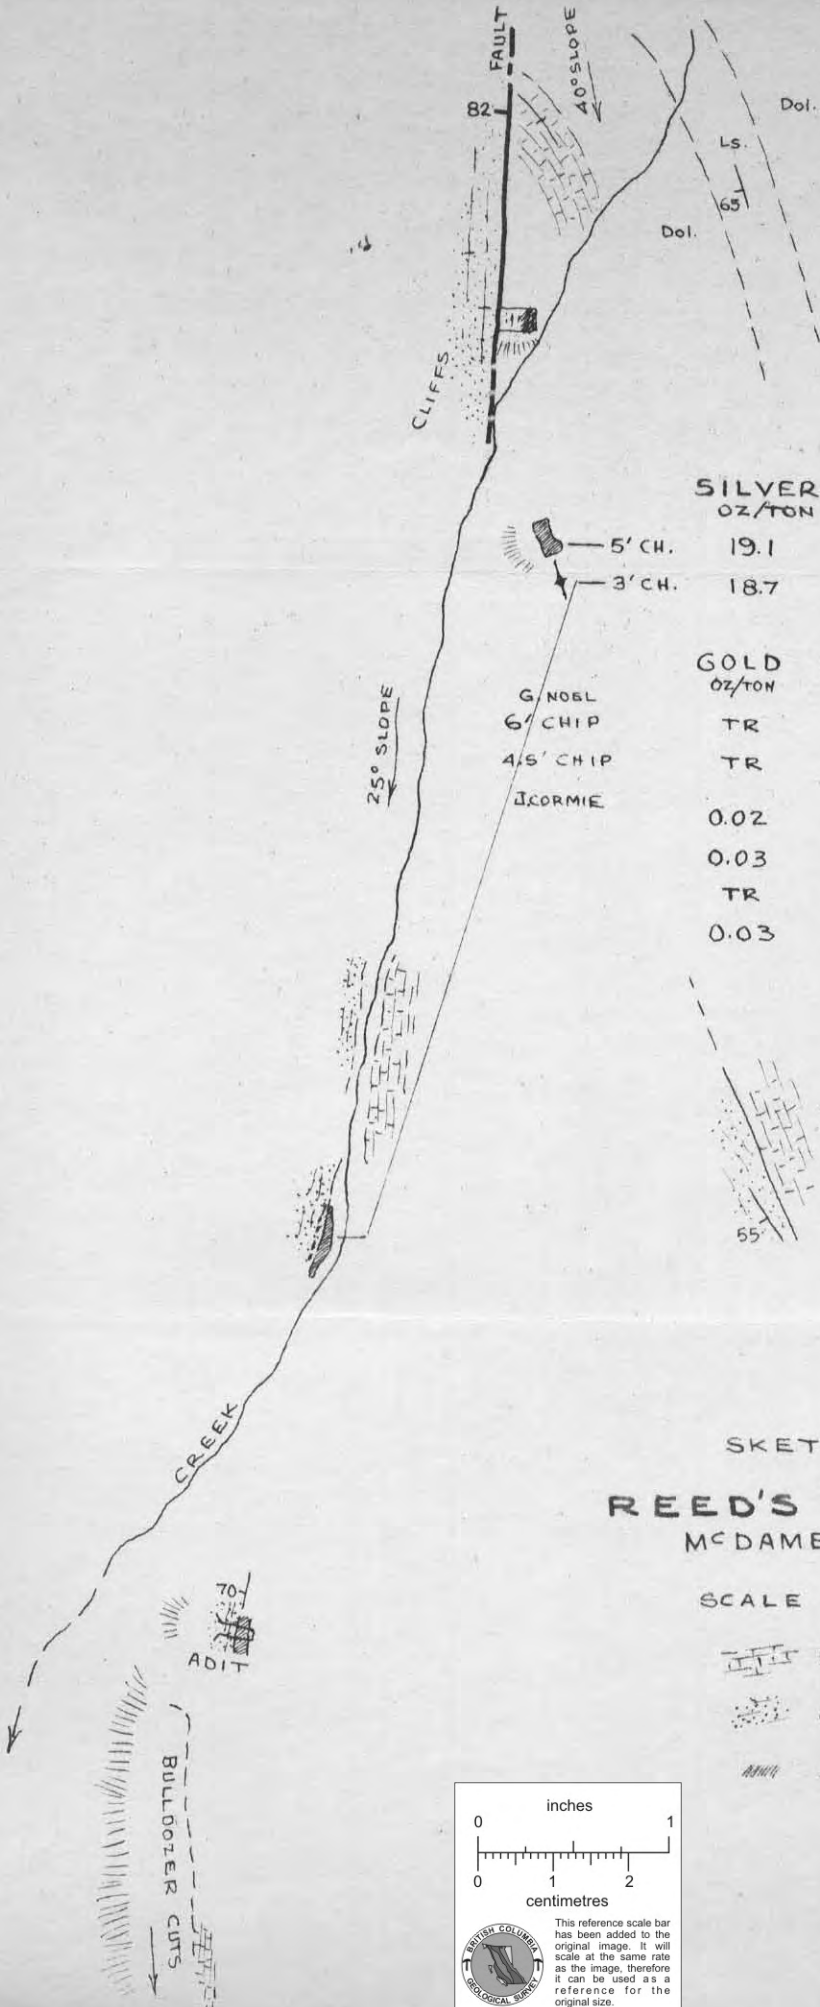 FAULT
40° SLOPE
82
Dol.
Ls.
65
Dol.
CLIFFS
SILVER
OZ/TON
5' CH. 19.1
3' CH. 18.7
GOLD
OZ/TON
25° SLOPE
G. NOEL
6' CHIP TR
4.5' CHIP TR
J. CORMIE
0.02
0.03
TR
0.03
55
CREEK
SKET
REED'S
McDAME
SCALE
70
ADIT
BULLDOZER CUTS
inches
0 1
0 1 2
centimetres
BRITISH COLUMBIA
GEOLOGICAL SURVEY
This reference scale bar
has been added to the
original image. It will
scale at the same rate
as the image, therefore
it can be used as a
reference for the
original size.